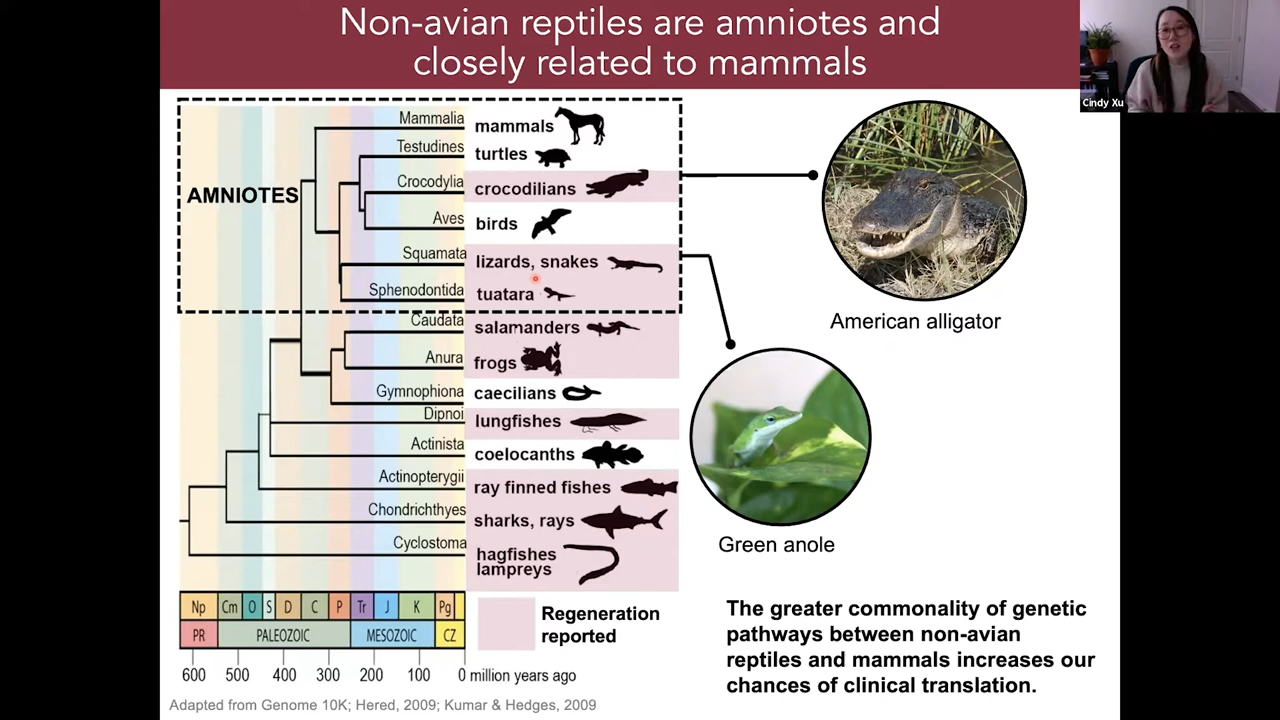 Non-avian reptiles are amniotes and
closely related to mammals
Cindy Xu
AMNIOTES
Mammalia
mammals
Testudines
turtles
Crocodylia
crocodilians
Aves
birds
Squamata
lizards, snakes
Sphenodontida
tuatara
Caudata
salamanders
Anura
frogs
Gymnophiona
caecilians
Dipnoi
lungfishes
Actinista
coelocanths
Actinopterygii
ray finned fishes
Chondrichthyes
sharks, rays
Cyclostoma
hagfishes
lampreys
American alligator
Green anole
Np Cm O S D C P Tr J K Pg
PR PALEOZOIC MESOZOIC CZ
600 500 400 300 200 100 0 million years ago
Regeneration
reported
The greater commonality of genetic
pathways between non-avian
reptiles and mammals increases our
chances of clinical translation.
Adapted from Genome 10K; Hered, 2009; Kumar & Hedges, 2009